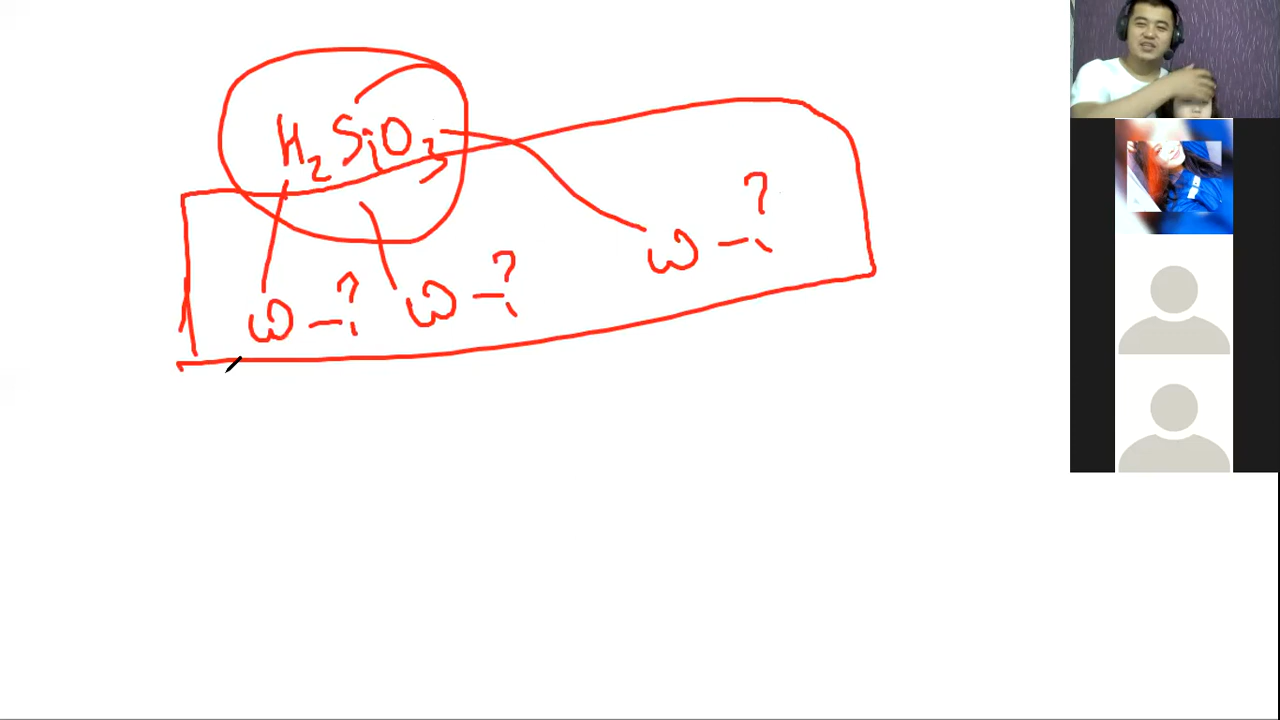 H₂SiO₃
ω – ? ω – ? ω – ?